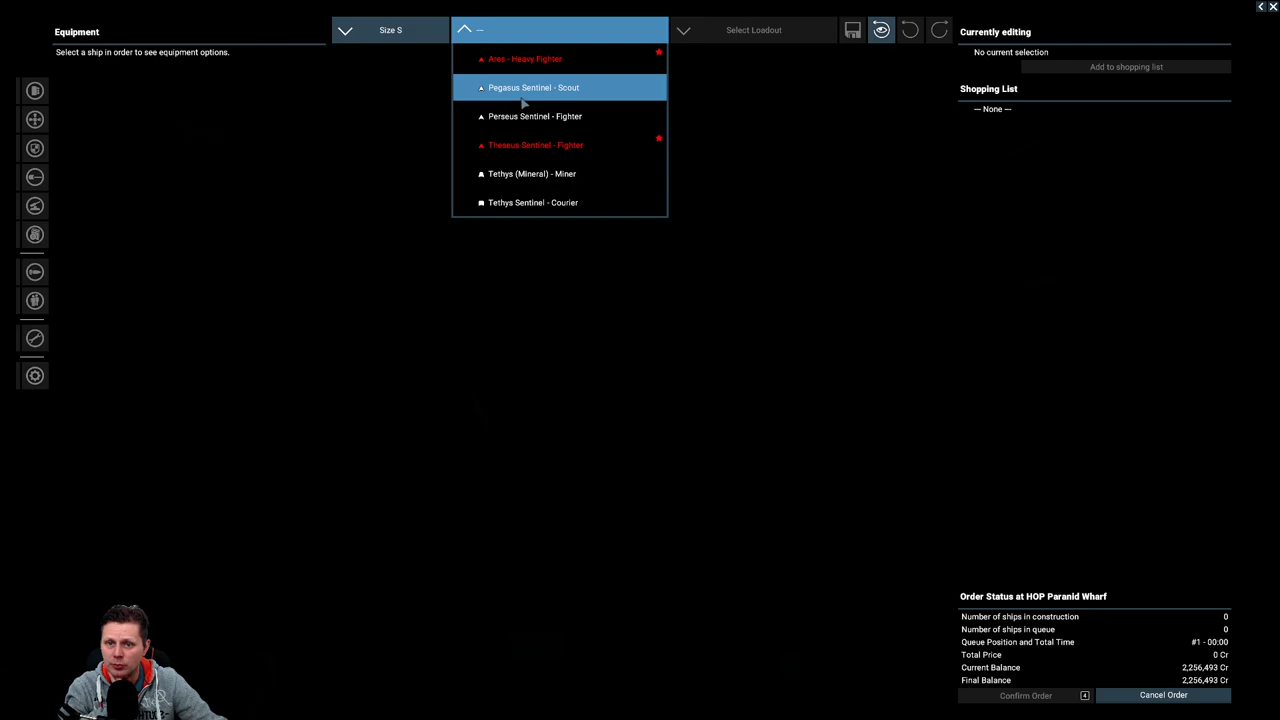 Equipment
Select a ship in order to see equipment options.
Size S
—
Select Loadout
Ares - Heavy Fighter
Pegasus Sentinel - Scout
Perseus Sentinel - Fighter
Theseus Sentinel - Fighter
Tethys (Mineral) - Miner
Tethys Sentinel - Courier
Currently editing
No current selection
Add to shopping list
Shopping List
— None —
Order Status at HOP Paranid Wharf
Number of ships in construction 0
Number of ships in queue 0
Queue Position and Total Time #1 - 00:00
Total Price 0 Cr
Current Balance 2,256,493 Cr
Final Balance 2,256,493 Cr
Confirm Order 4 Cancel Order